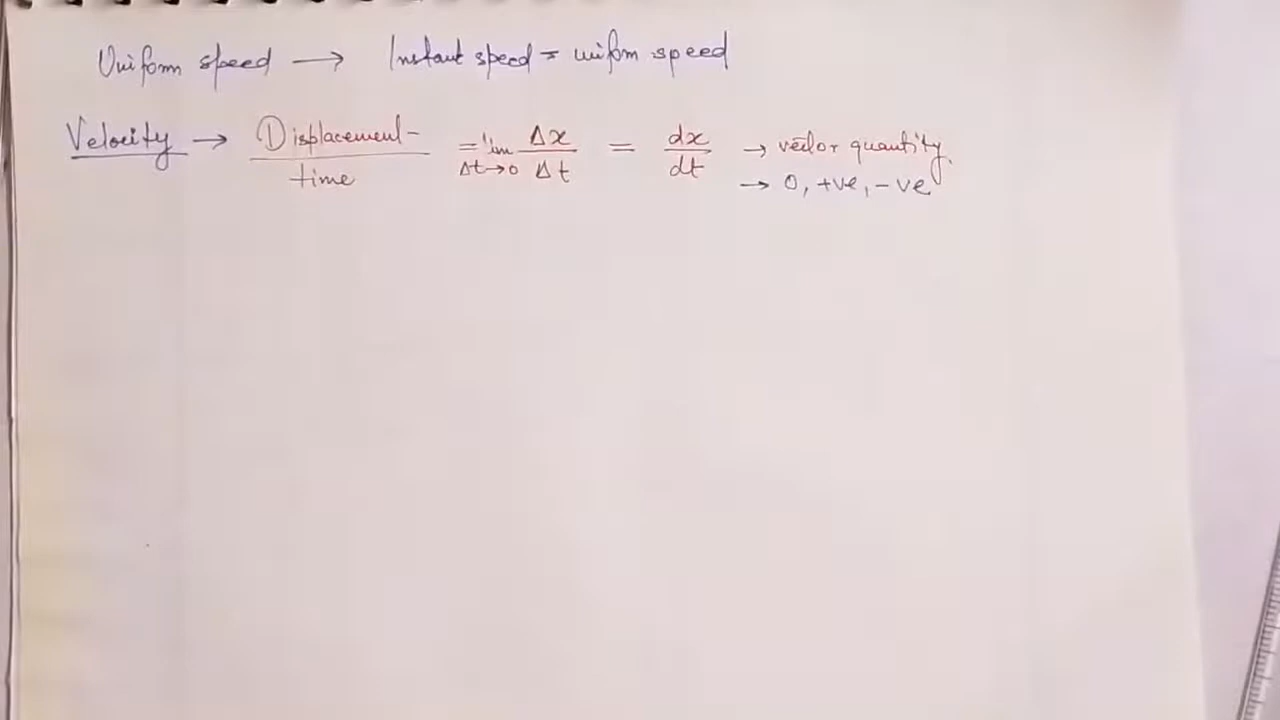 Uniform speed → Instant speed = unifom speed
Velocity → Displacement / time = lim Δt→0 Δx / Δt = dx / dt → vector quantity.
→ 0, +ve, -ve